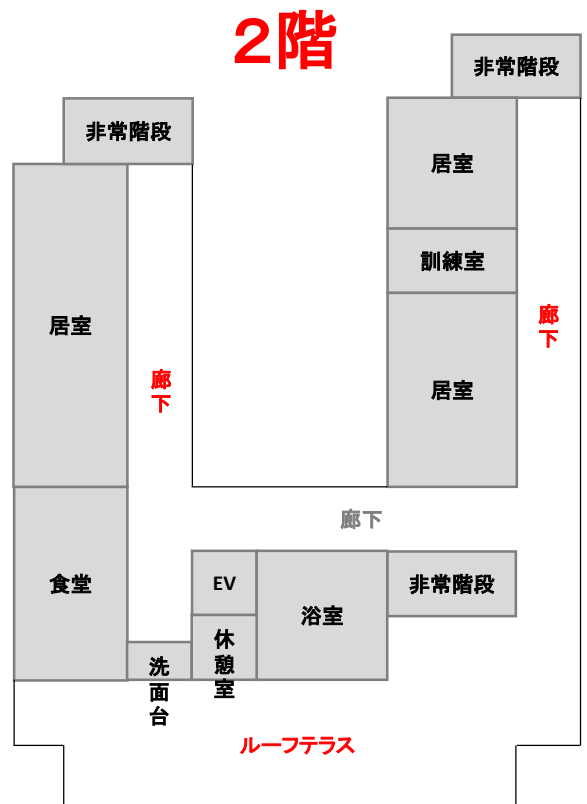 2階
非常階段
非常階段
居室
訓練室
居室
廊下
居室
廊下
廊下
食堂
EV
浴室
非常階段
休憩室
洗面台
ルーフテラス